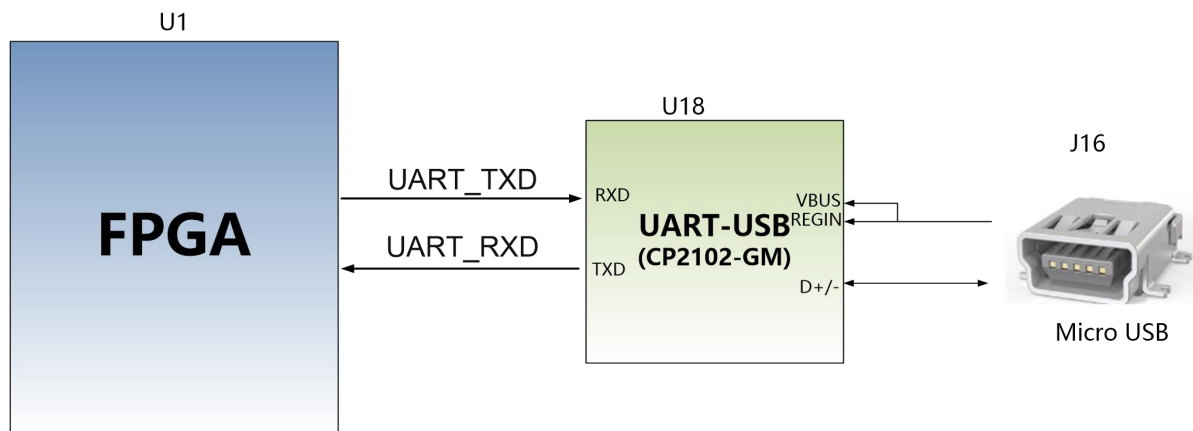 U1
FPGA
UART_TXD
UART_RXD
U18
RXD
TXD
UART-USB
(CP2102-GM)
VBUS
REGIN
D+/-
J16
Micro USB